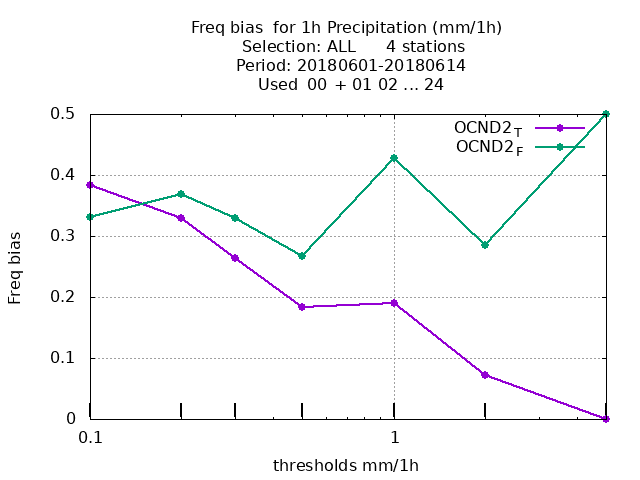 Freq bias  for 1h Precipitation (mm/1h)
Selection: ALL      4 stations
Period: 20180601-20180614
Used  00 + 01 02 ... 24
OCND2T
OCND2F
0.5
0.4
0.3
0.2
0.1
0
Freq bias
0.1
1
thresholds mm/1h